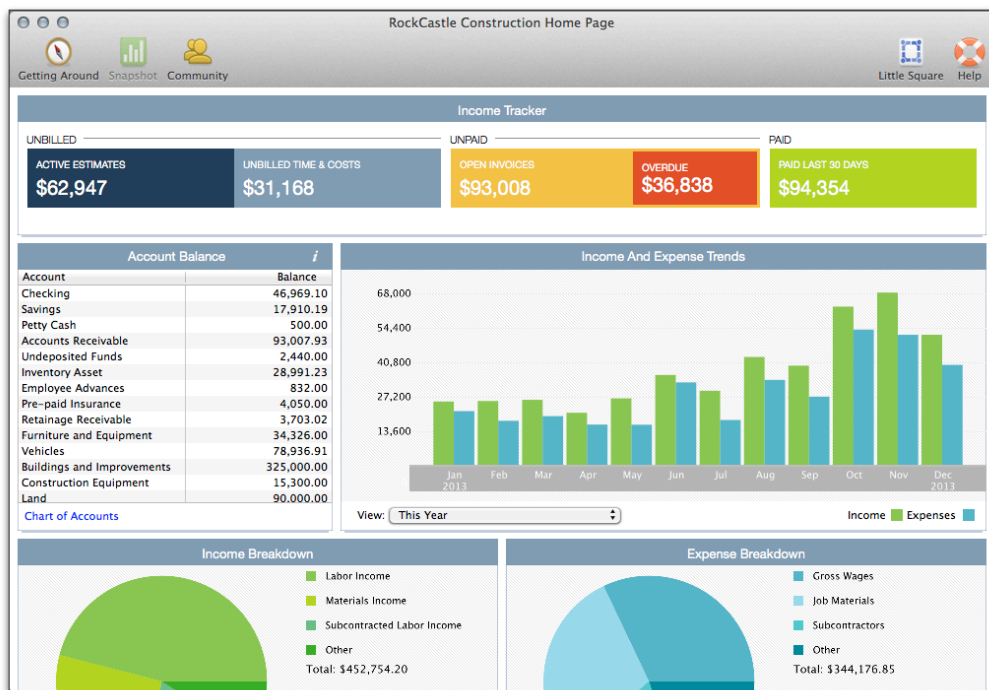 RockCastle Construction Home Page
Getting Around Snapshot Community Little Square Help
Income Tracker
UNBILLED UNPAID PAID
ACTIVE ESTIMATES UNBILLED TIME & COSTS OPEN INVOICES OVERDUE PAID LAST 30 DAYS
$62,947 $31,168 $93,008 $36,838 $94,354
Account Balance i
Account Balance
Checking 46,969.10
Savings 17,910.19
Petty Cash 500.00
Accounts Receivable 93,007.93
Undeposited Funds 2,440.00
Inventory Asset 28,991.23
Employee Advances 832.00
Pre-paid Insurance 4,050.00
Retainage Receivable 3,703.02
Furniture and Equipment 34,326.00
Vehicles 78,936.91
Buildings and Improvements 325,000.00
Construction Equipment 15,300.00
Land 90,000.00
Chart of Accounts
Income And Expense Trends
68,000
54,400
40,800
27,200
13,600
0
Jan Feb Mar Apr May Jun Jul Aug Sep Oct Nov Dec
2013 2013
View: This Year Income Expenses
Income Breakdown
Labor Income
Materials Income
Subcontracted Labor Income
Other
Total: $452,754.20
Expense Breakdown
Gross Wages
Job Materials
Subcontractors
Other
Total: $344,176.85